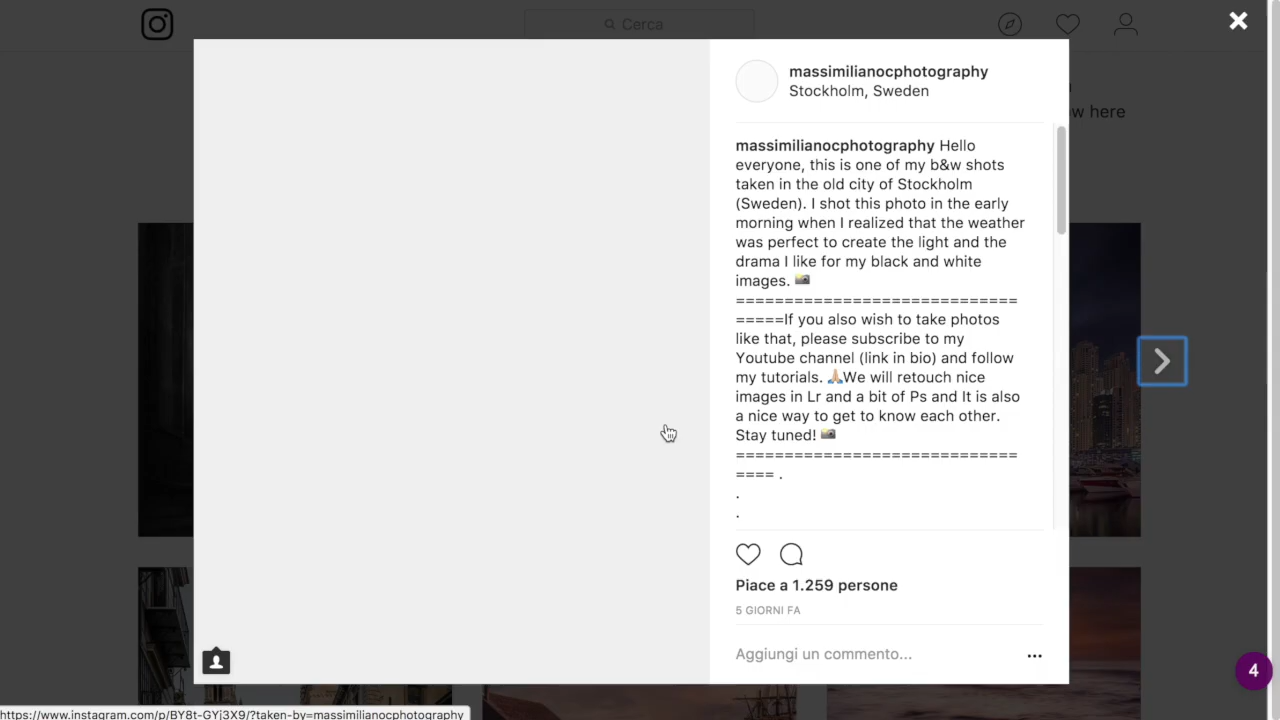 Cerca
massimilianocphotography
Stockholm, Sweden
w here
massimilianocphotography Hello
everyone, this is one of my b&w shots
taken in the old city of Stockholm
(Sweden). I shot this photo in the early
morning when I realized that the weather
was perfect to create the light and the
drama I like for my black and white
images. 📷
=============================
=====If you also wish to take photos
like that, please subscribe to my
Youtube channel (link in bio) and follow
my tutorials. 🙏🏼We will retouch nice
images in Lr and a bit of Ps and It is also
a nice way to get to know each other.
Stay tuned! 📷
=============================
==== .
.
.
Piace a 1.259 persone
5 GIORNI FA
Aggiungi un commento...
4
https://www.instagram.com/p/BY8t-GYj3X9/?taken-by=massimilianocphotography